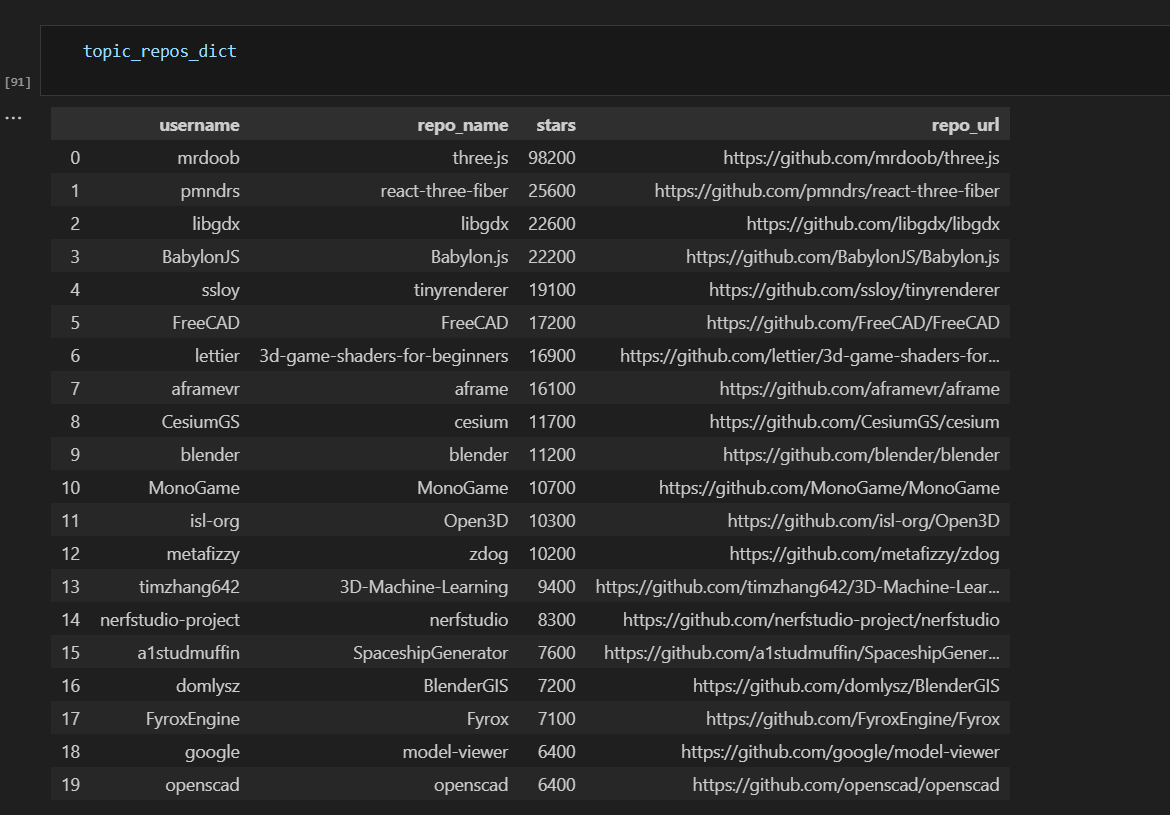 topic_repos_dict
[91]
...
username repo_name stars repo_url
0 mrdoob three.js 98200 https://github.com/mrdoob/three.js
1 pmndrs react-three-fiber 25600 https://github.com/pmndrs/react-three-fiber
2 libgdx libgdx 22600 https://github.com/libgdx/libgdx
3 BabylonJS Babylon.js 22200 https://github.com/BabylonJS/Babylon.js
4 ssloy tinyrenderer 19100 https://github.com/ssloy/tinyrenderer
5 FreeCAD FreeCAD 17200 https://github.com/FreeCAD/FreeCAD
6 lettier 3d-game-shaders-for-beginners 16900 https://github.com/lettier/3d-game-shaders-for...
7 aframevr aframe 16100 https://github.com/aframevr/aframe
8 CesiumGS cesium 11700 https://github.com/CesiumGS/cesium
9 blender blender 11200 https://github.com/blender/blender
10 MonoGame MonoGame 10700 https://github.com/MonoGame/MonoGame
11 isl-org Open3D 10300 https://github.com/isl-org/Open3D
12 metafizzy zdog 10200 https://github.com/metafizzy/zdog
13 timzhang642 3D-Machine-Learning 9400 https://github.com/timzhang642/3D-Machine-Lear...
14 nerfstudio-project nerfstudio 8300 https://github.com/nerfstudio-project/nerfstudio
15 a1studmuffin SpaceshipGenerator 7600 https://github.com/a1studmuffin/SpaceshipGener...
16 domlysz BlenderGIS 7200 https://github.com/domlysz/BlenderGIS
17 FyroxEngine Fyrox 7100 https://github.com/FyroxEngine/Fyrox
18 google model-viewer 6400 https://github.com/google/model-viewer
19 openscad openscad 6400 https://github.com/openscad/openscad